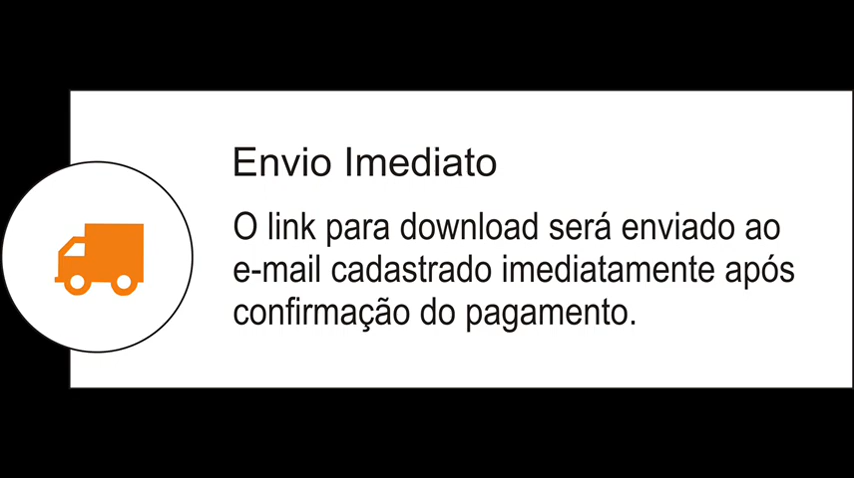 Envio Imediato
O link para download será enviado ao
e-mail cadastrado imediatamente após
confirmação do pagamento.